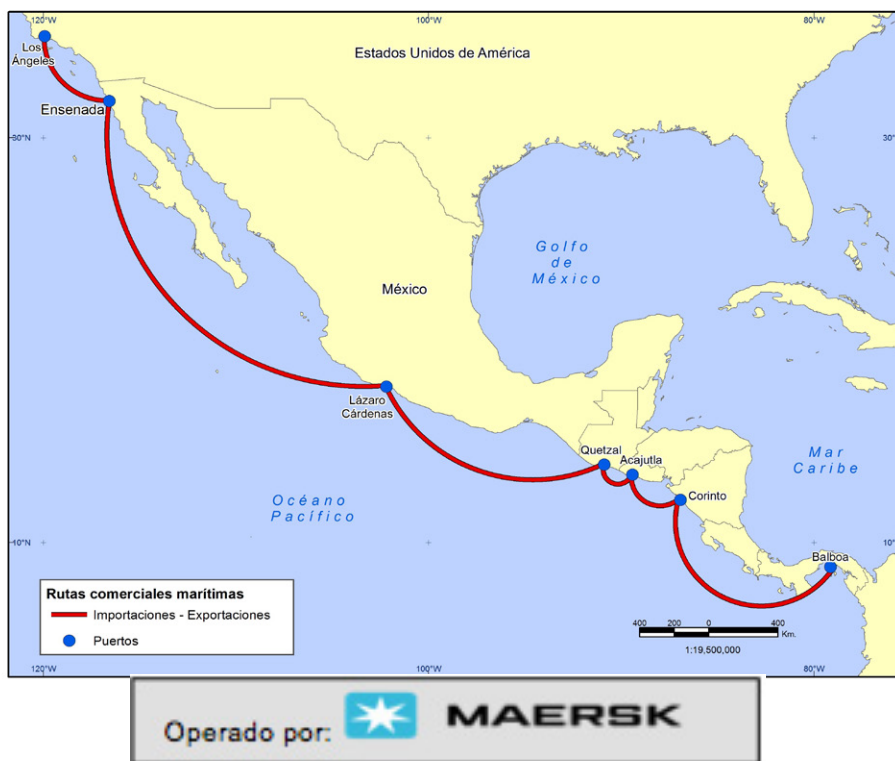 120°W
100°W
80°W
Los
Ángeles
Estados Unidos de América
Ensenada
30°N
Golfo
de
México
México
Lázaro
Cárdenas
Quetzal
Acajutla
Mar
Caribe
Océano
Pacífico
Corinto
10°N
Balboa
Rutas comerciales marítimas
Importaciones - Exportaciones
Puertos
400 200 0 400
Km.
1:19,500,000
120°W
100°W
80°W
Operado por: MAERSK